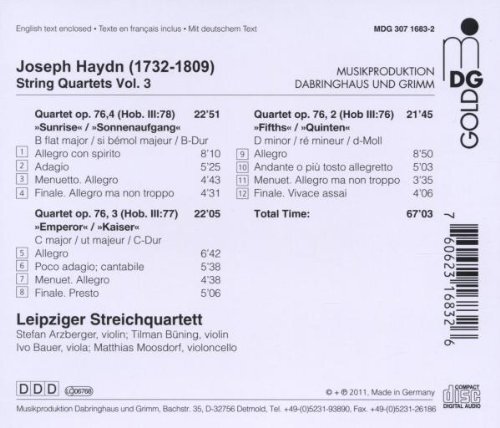 English text enclosed • Texte en français inclus • Mit deutschem Text
MDG 307 1683-2
Joseph Haydn (1732-1809)
String Quartets Vol. 3
MUSIKPRODUKTION
DABRINGHAUS UND GRIMM
mDG
GOLD
Quartet op. 76,4 (Hob. III:78) 22'51
»Sunrise« / »Sonnenaufgang«
B flat major / si bémol majeur / B-Dur
1 Allegro con spirito 8'10
2 Adagio 5'25
3 Menuetto. Allegro 4'43
4 Finale. Allegro ma non troppo 4'31
Quartet op. 76, 3 (Hob. III:77) 22'05
»Emperor« / »Kaiser«
C major / ut majeur / C-Dur
5 Allegro 6'42
6 Poco adagio; cantabile 5'38
7 Menuet. Allegro 4'38
8 Finale. Presto 5'06
Quartet op. 76, 2 (Hob III:76) 21'45
»Fifths« / »Quinten«
D minor / ré mineur / d-Moll
9 Allegro 8'50
10 Andante o più tosto allegretto 5'03
11 Menuet. Allegro ma non troppo 3'35
12 Finale. Vivace assai 4'06
Total Time: 67'03
7 60623 16832 6
Leipziger Streichquartett
Stefan Arzberger, violin; Tilman Büning, violin
Ivo Bauer, viola; Matthias Moosdorf, violoncello
DDD LC06768
© + ℗ 2011, Made in Germany
COMPACT disc DIGITAL AUDIO
Musikproduktion Dabringhaus und Grimm, Bachstr. 35, D-32756 Detmold, Tel. +49-(0)5231-93890, Fax +49-(0)5231-26186